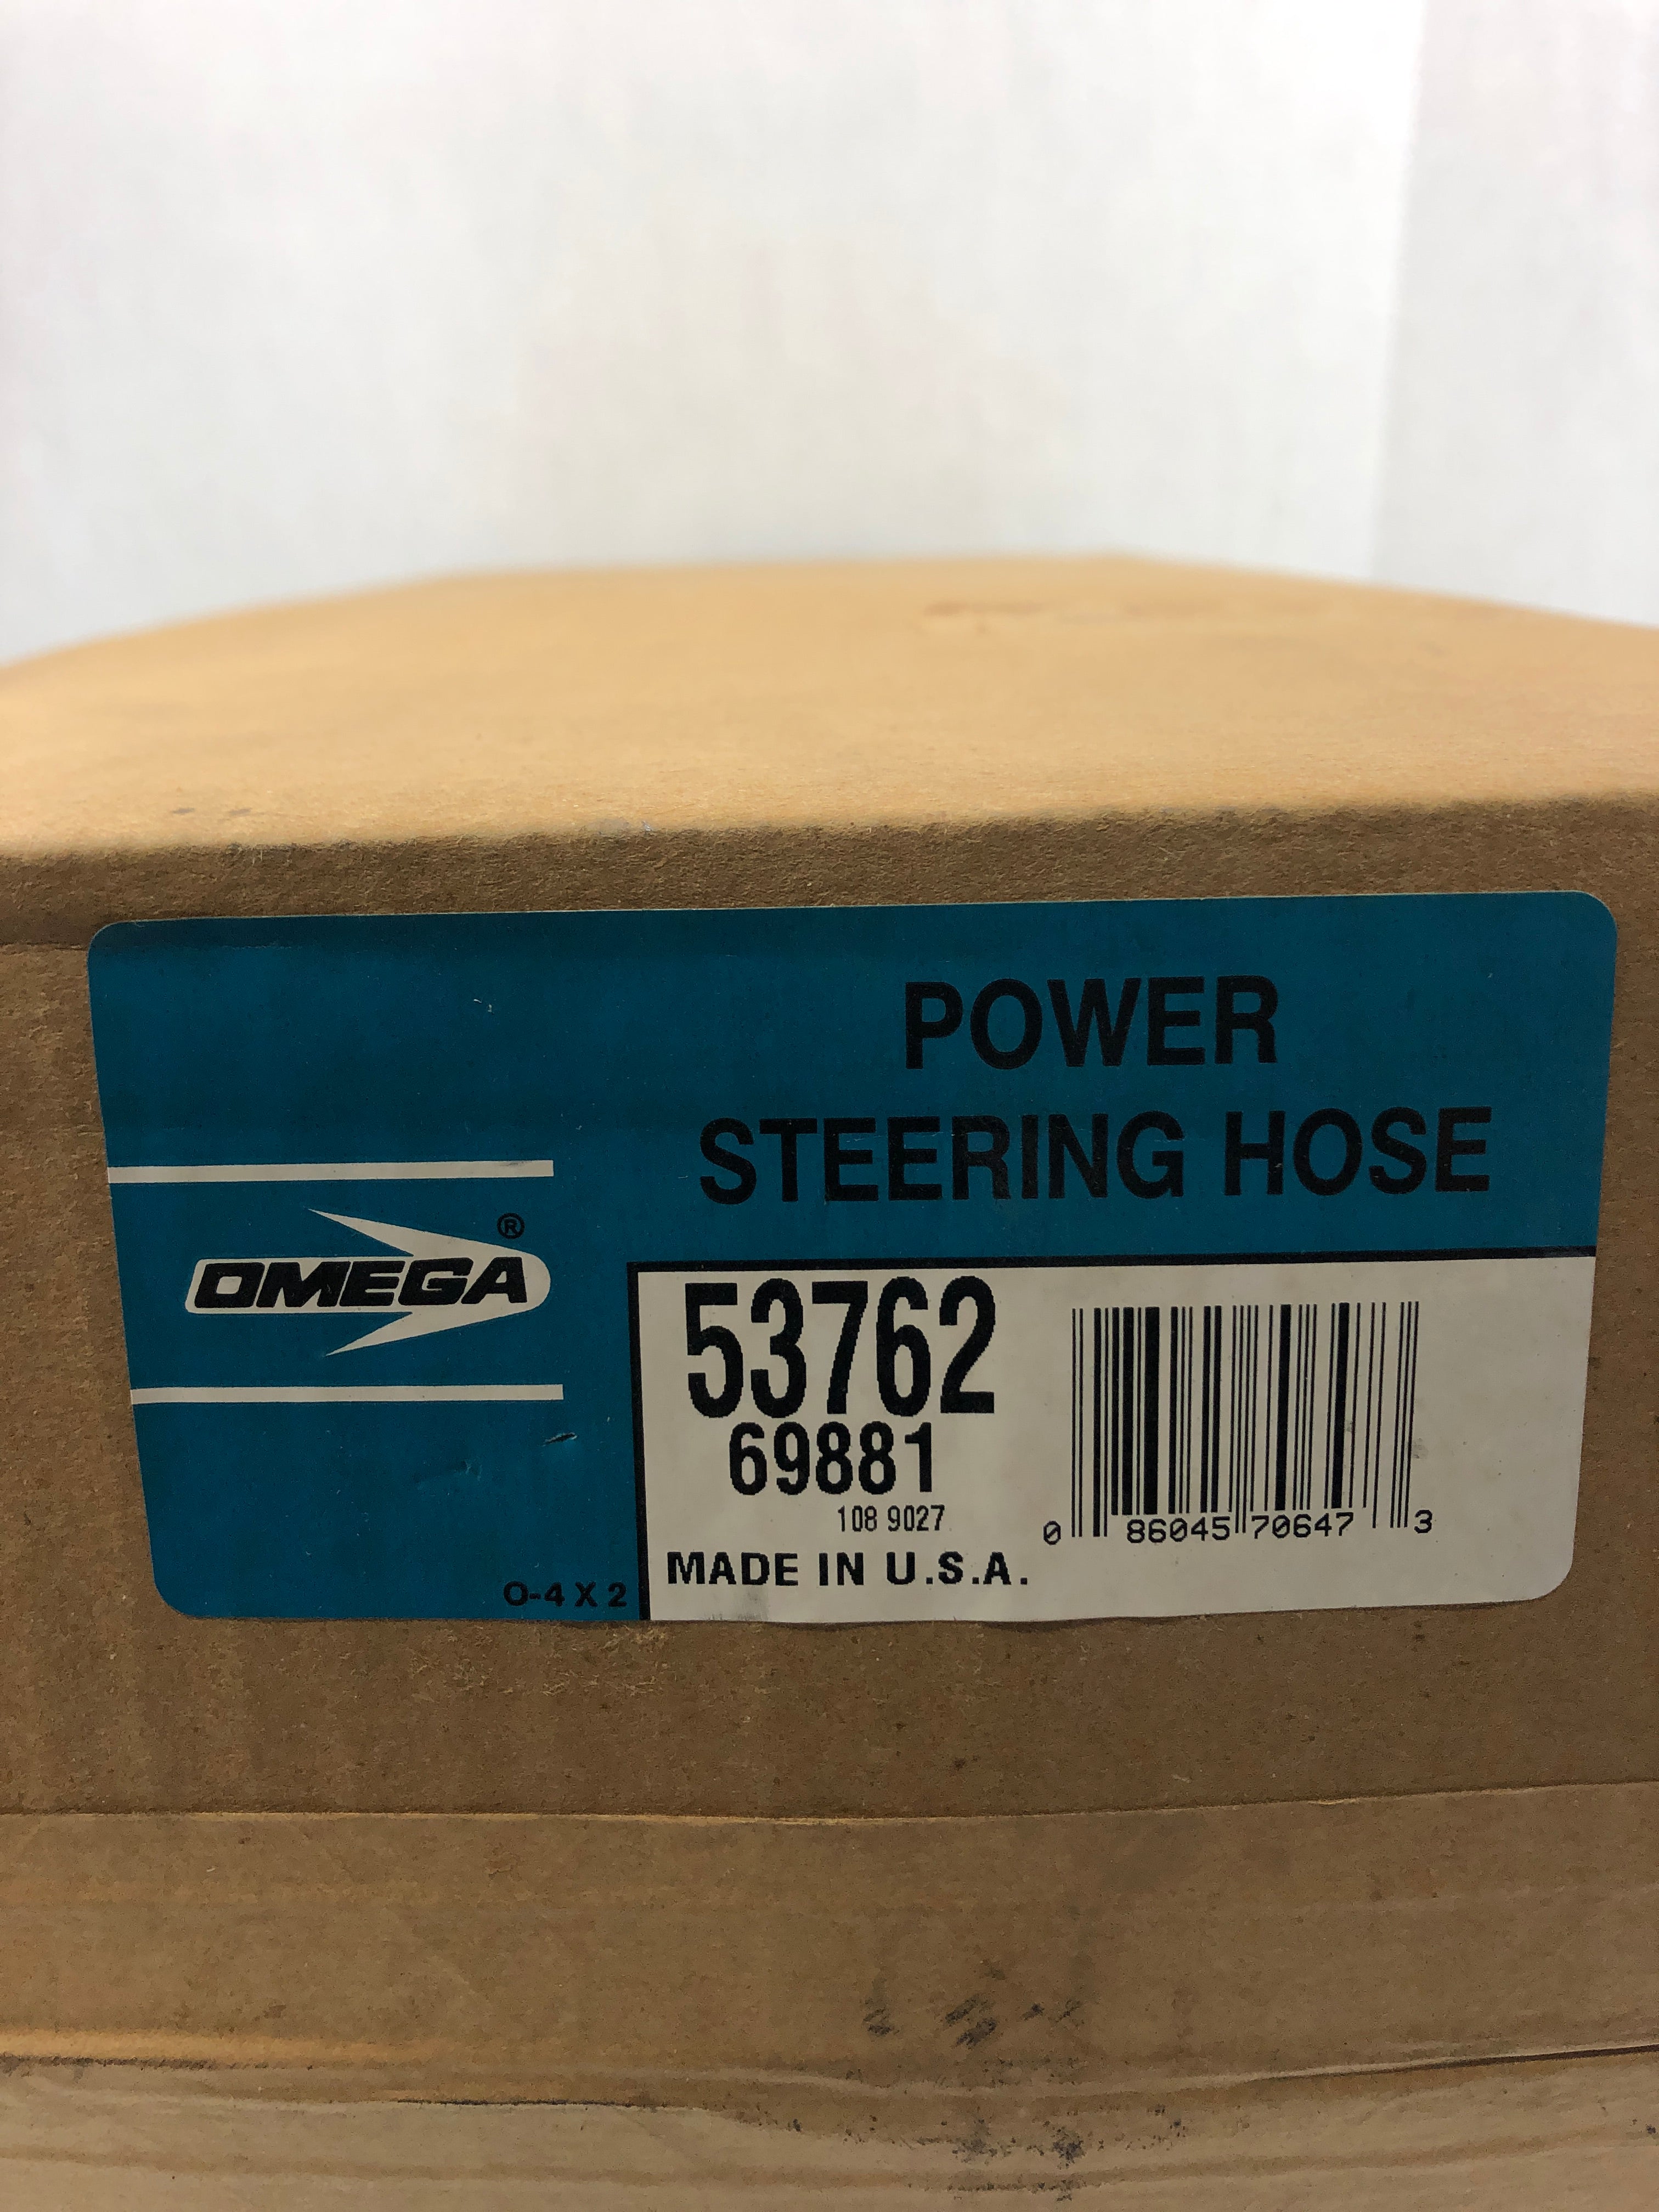 POWER
STEERING HOSE
®
OMEGA
53762
69881
108 9027
0 86045 70647 3
MADE IN U.S.A.
O-4 X 2